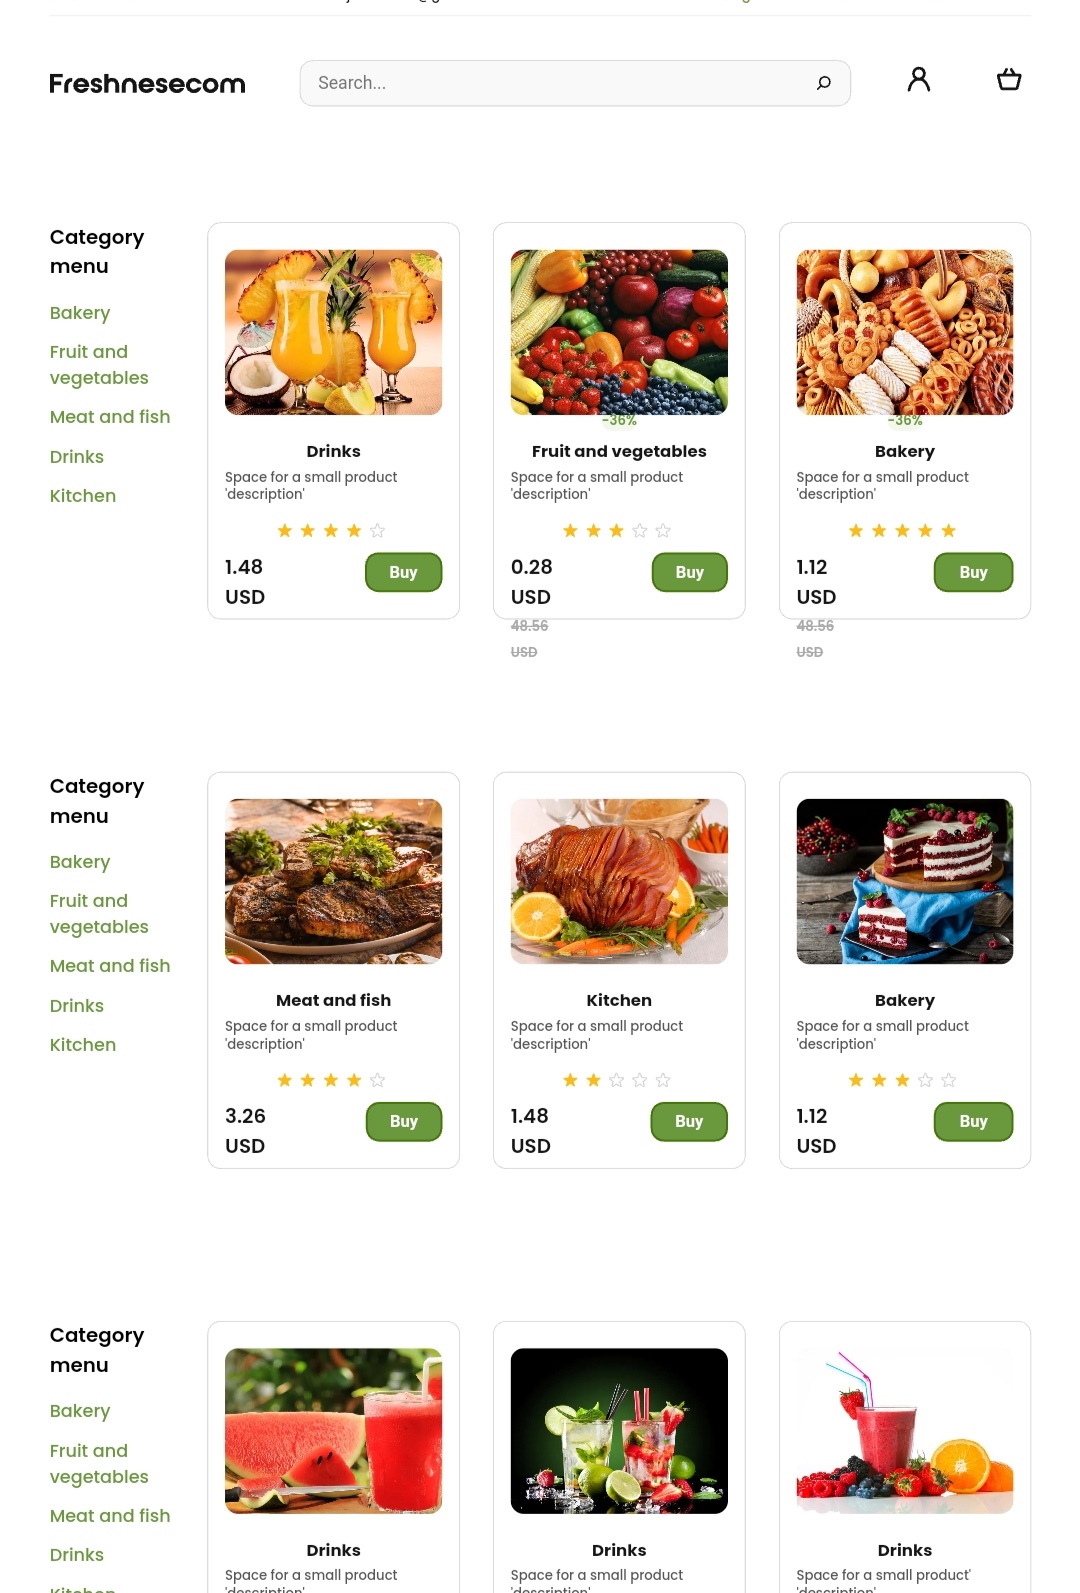 Freshnesecom
Search...
Category
menu
Bakery
Fruit and
vegetables
Meat and fish
Drinks
Kitchen
Drinks
Space for a small product
'description'
1.48
USD
Buy
-36%
Fruit and vegetables
Space for a small product
'description'
0.28
USD
Buy
48.56
USD
-36%
Bakery
Space for a small product
'description'
1.12
USD
Buy
48.56
USD
Category
menu
Bakery
Fruit and
vegetables
Meat and fish
Drinks
Kitchen
Meat and fish
Space for a small product
'description'
3.26
USD
Buy
Kitchen
Space for a small product
'description'
1.48
USD
Buy
Bakery
Space for a small product
'description'
1.12
USD
Buy
Category
menu
Bakery
Fruit and
vegetables
Meat and fish
Drinks
Kitchen
Drinks
Space for a small product
'description'
Drinks
Space for a small product
'description'
Drinks
Space for a small product'
'description'